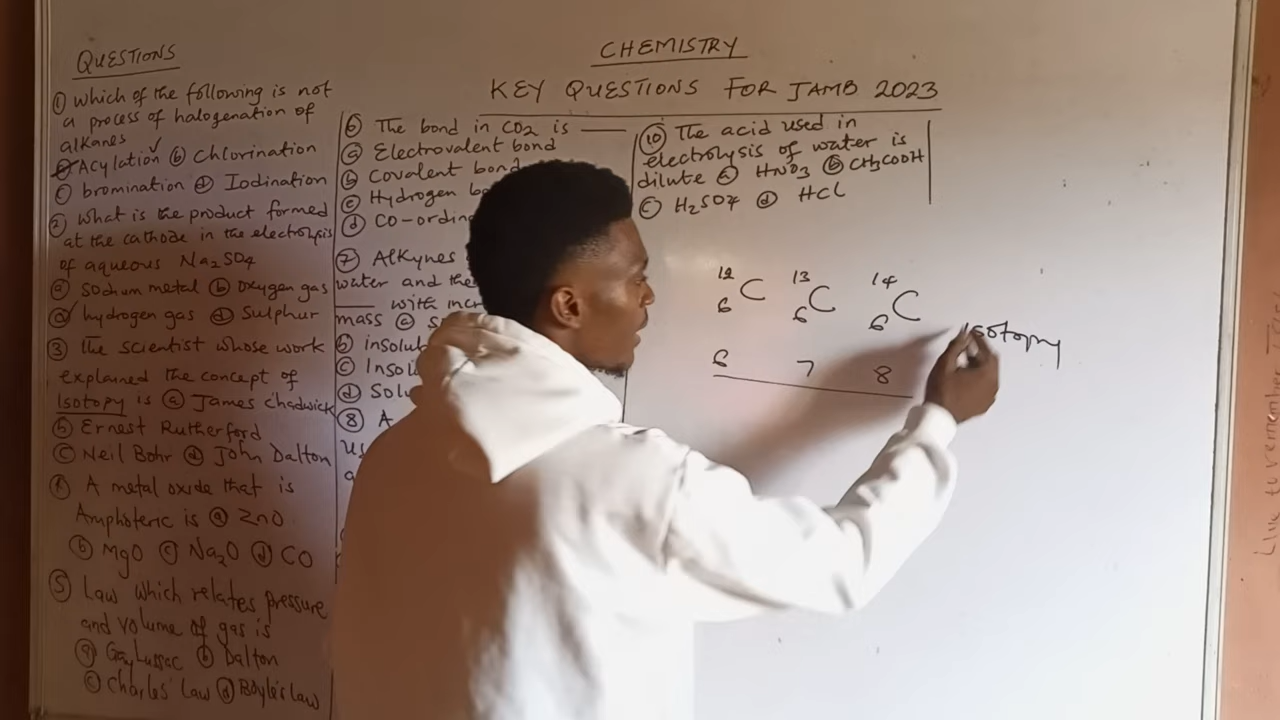 QUESTIONS
① Which of the following is not
a process of halogenation of
alkanes
ⓐ Acylation ✓ ⓑ Chlorination
ⓒ bromination ⓓ Iodination
② What is the product formed
at the cathode in the electrolysis
of aqueous Na₂SO₄
ⓐ Sodium metal ⓑ Oxygen gas
hydrogen gas ⓓ Sulphur
③ The scientist whose work
explained the concept of
Isotopy is ⓐ James Chadwick
ⓑ Ernest Rutherford
ⓒ Neil Bohr ⓓ John Dalton
A metal oxide that is
Amphoteric is ⓐ ZnO
ⓑ MgO ⓒ Na₂O ⓓ CO
⑤ Law which relates pressure
and volume of gas is
ⓐ Gay Lussac ⓑ Dalton
ⓒ Charles' Law ⓓ Boyle's Law
CHEMISTRY
KEY QUESTIONS FOR JAMB 2023
⑥ The bond in CO₂ is ___
ⓐ Electrovalent bond
ⓑ Covalent bond
ⓒ Hydrogen
ⓓ CO-ordin
⑦ Alkynes
water and the
___ with incr
mass ⓐ
ⓑ insolub
ⓒ Insol
ⓓ Solu
⑧ A
⑩ The acid used in
electrolysis of water is
dilute ⓐ HNO₃ ⓑ CH₃COOH
ⓒ H₂SO₄ ⓓ HCl
12 13 14
C C C
6 6 6
isotopy
6 7 8